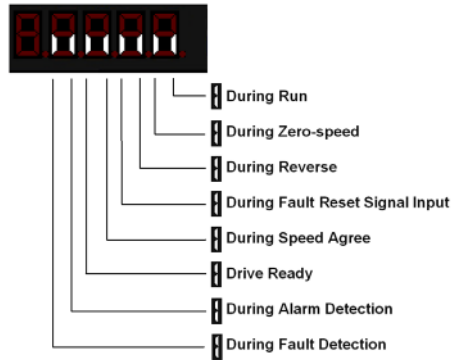 During Run
During Zero-speed
During Reverse
During Fault Reset Signal Input
During Speed Agree
Drive Ready
During Alarm Detection
During Fault Detection